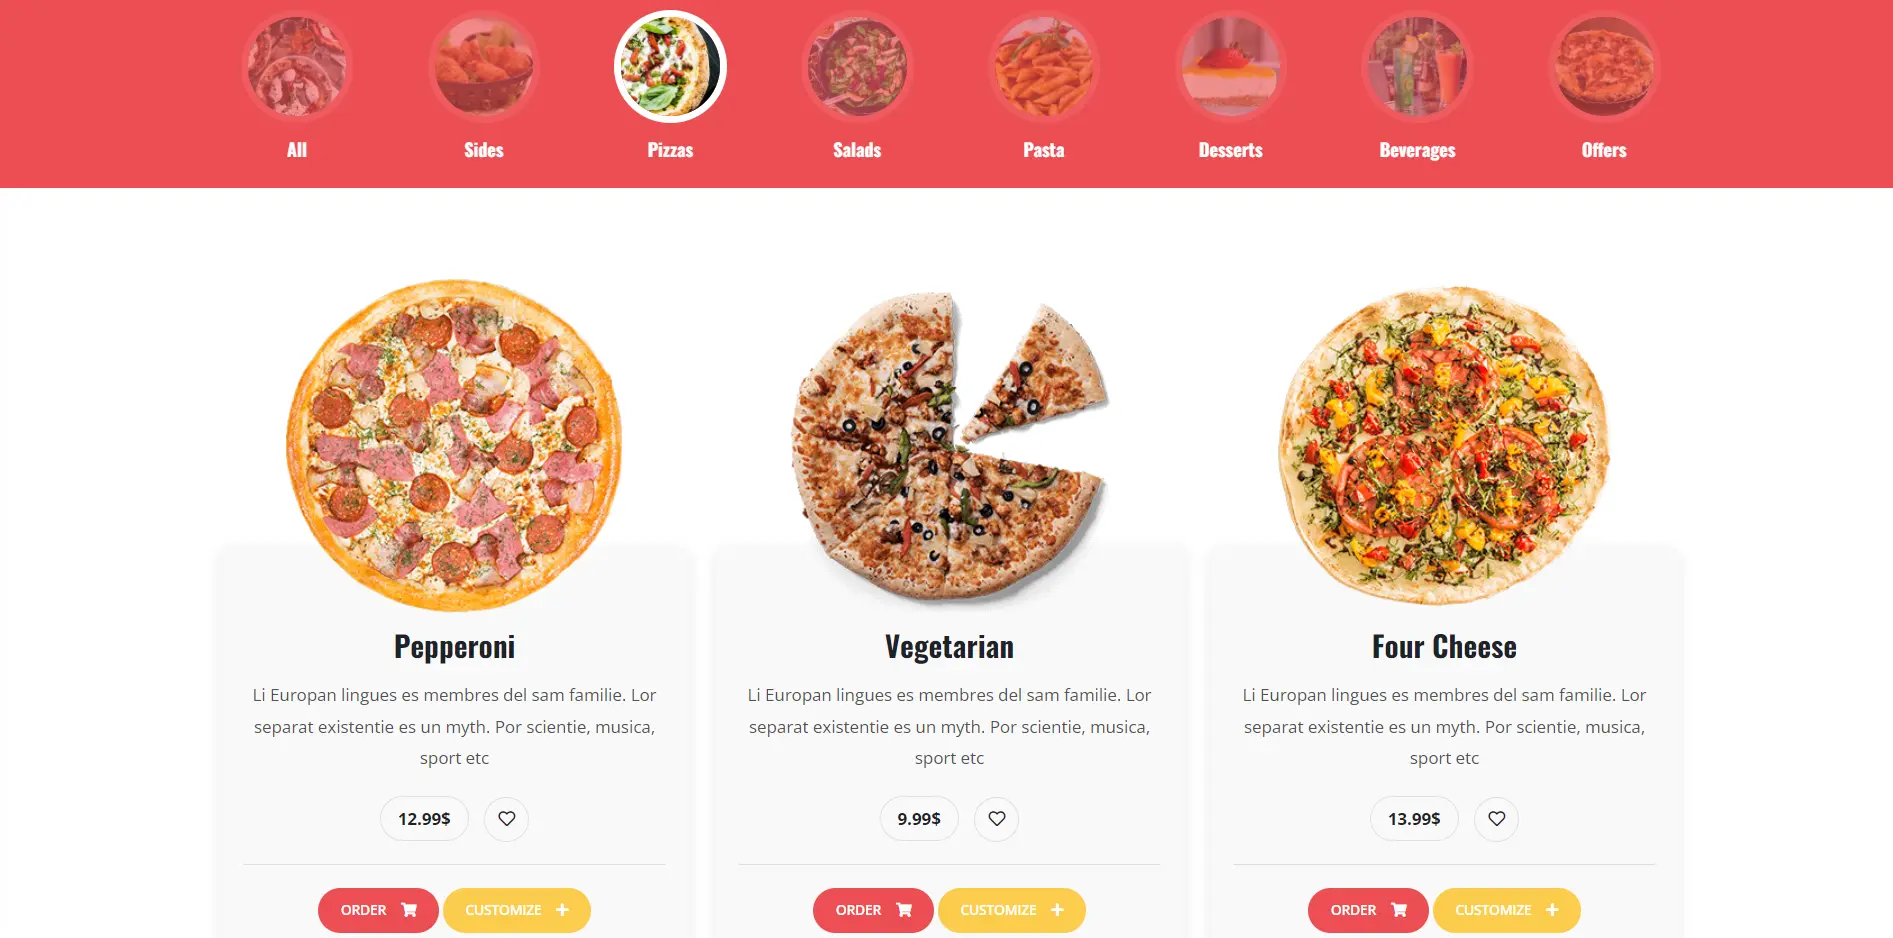 All
Sides
Pizzas
Salads
Pasta
Desserts
Beverages
Offers
Pepperoni
Li Europan lingues es membres del sam familie. Lor
separat existentie es un myth. Por scientie, musica,
sport etc
12.99$
ORDER
CUSTOMIZE
Vegetarian
Li Europan lingues es membres del sam familie. Lor
separat existentie es un myth. Por scientie, musica,
sport etc
9.99$
ORDER
CUSTOMIZE
Four Cheese
Li Europan lingues es membres del sam familie. Lor
separat existentie es un myth. Por scientie, musica,
sport etc
13.99$
ORDER
CUSTOMIZE